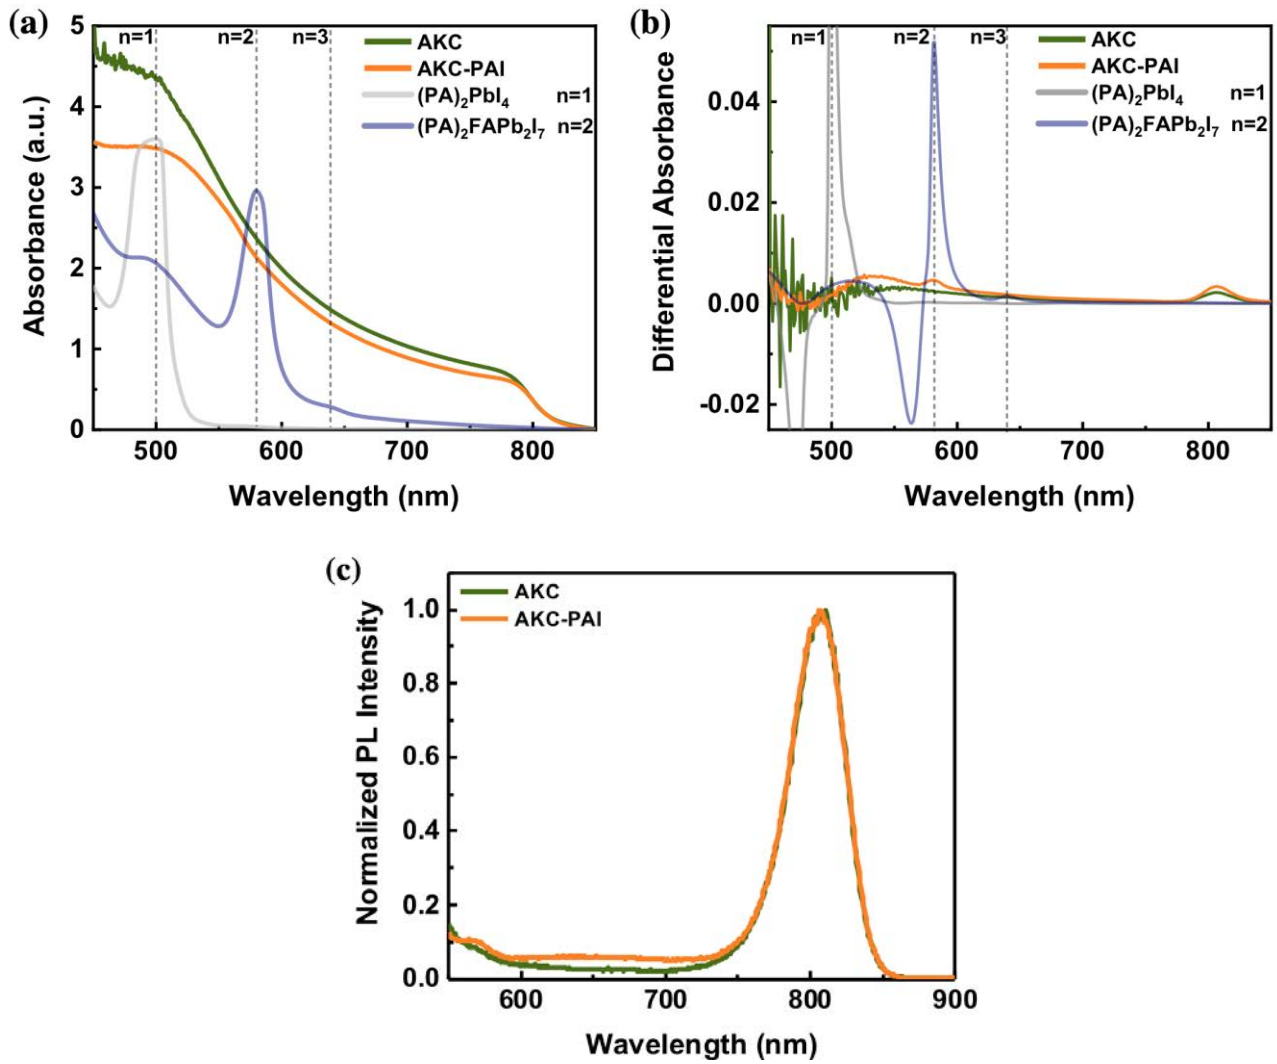 (a)
n=1 n=2 n=3
AKC
AKC-PAI
(PA)₂PbI₄ n=1
(PA)₂FAPb₂I₇ n=2
5
4
3
2
1
0
Absorbance (a.u.)
500 600 700 800
Wavelength (nm)
(b)
n=1 n=2 n=3
AKC
AKC-PAI
(PA)₂PbI₄ n=1
(PA)₂FAPb₂I₇ n=2
0.04
0.02
0.00
-0.02
Differential Absorbance
500 600 700 800
Wavelength (nm)
(c)
AKC
AKC-PAI
1.0
0.8
0.6
0.4
0.2
0.0
Normalized PL Intensity
600 700 800 900
Wavelength (nm)